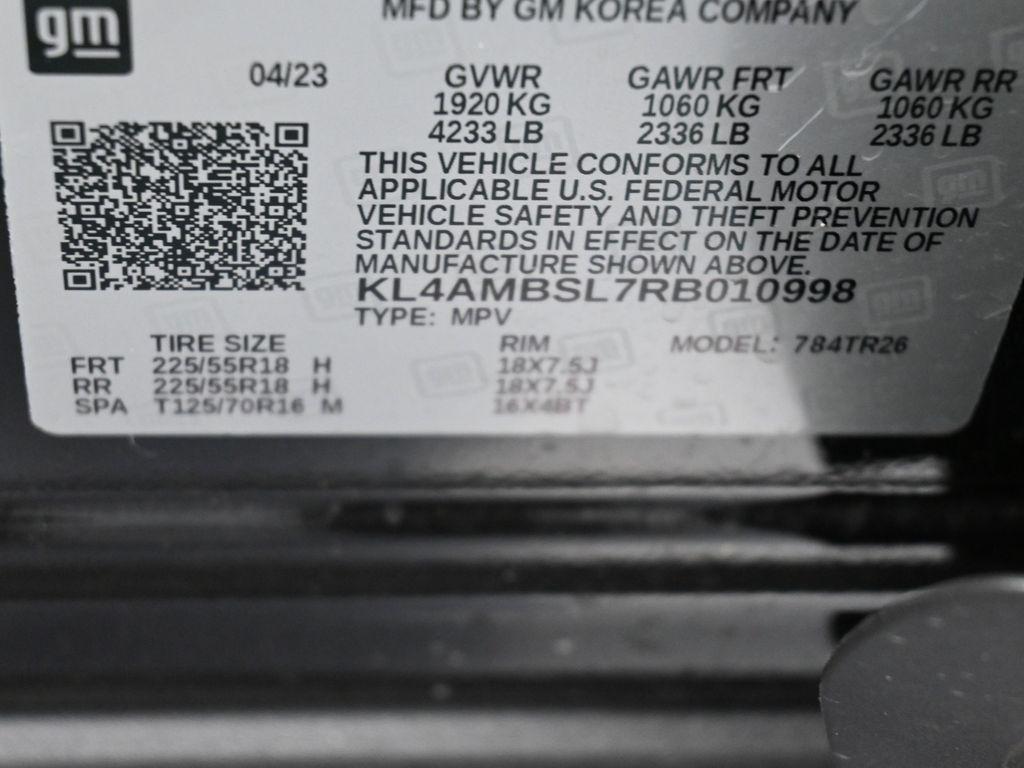 gm
MFD BY GM KOREA COMPANY
04/23 GVWR GAWR FRT GAWR RR
1920 KG 1060 KG 1060 KG
4233 LB 2336 LB 2336 LB
THIS VEHICLE CONFORMS TO ALL
APPLICABLE U.S. FEDERAL MOTOR
VEHICLE SAFETY AND THEFT PREVENTION
STANDARDS IN EFFECT ON THE DATE OF
MANUFACTURE SHOWN ABOVE.
KL4AMBSL7RB010998
TYPE: MPV
TIRE SIZE RIM MODEL: 784TR26
FRT 225/55R18 H 18X7.5J
RR 225/55R18 H 18X7.5J
SPA T125/70R16 M 16X4BT